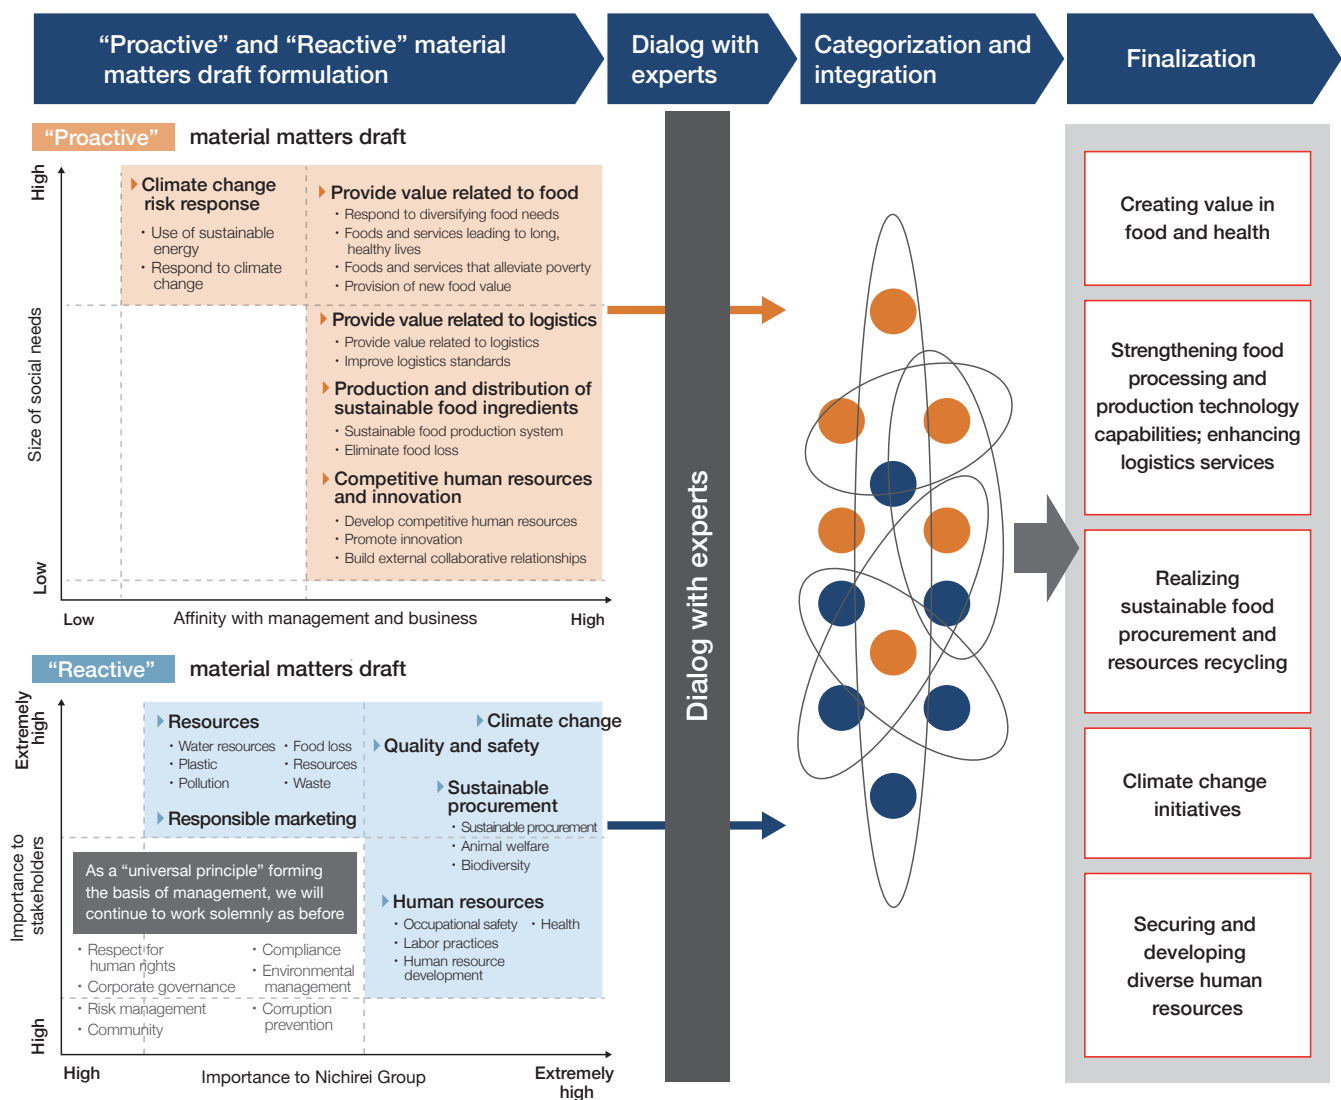 “Proactive” and “Reactive” material
matters draft formulation
Dialog with
experts
Categorization and
integration
Finalization
“Proactive” material matters draft
High
Size of social needs
Low
Climate change
risk response
・Use of sustainable
energy
・Respond to climate
change
Provide value related to food
・Respond to diversifying food needs
・Foods and services leading to long,
healthy lives
・Foods and services that alleviate poverty
・Provision of new food value
Provide value related to logistics
・Provide value related to logistics
・Improve logistics standards
Production and distribution of
sustainable food ingredients
・Sustainable food production system
・Eliminate food loss
Competitive human resources
and innovation
・Develop competitive human resources
・Promote innovation
・Build external collaborative relationships
Low
Affinity with management and business
High
“Reactive” material matters draft
Extremely
high
Importance to
stakeholders
High
Resources
・Water resources
・Plastic
・Pollution
・Food loss
・Resources
・Waste
Responsible marketing
Climate change
Quality and safety
Sustainable
procurement
・Sustainable procurement
・Animal welfare
・Biodiversity
Human resources
・Occupational safety ・Health
・Labor practices
・Human resource
development
As a “universal principle” forming
the basis of management, we will
continue to work solemnly as before
・Respect for
human rights
・Corporate governance
・Risk management
・Community
・Compliance
・Environmental
management
・Corruption
prevention
High
Importance to Nichirei Group
Extremely
high
Dialog with experts
Creating value in
food and health
Strengthening food
processing and
production technology
capabilities; enhancing
logistics services
Realizing
sustainable food
procurement and
resources recycling
Climate change
initiatives
Securing and
developing
diverse human
resources